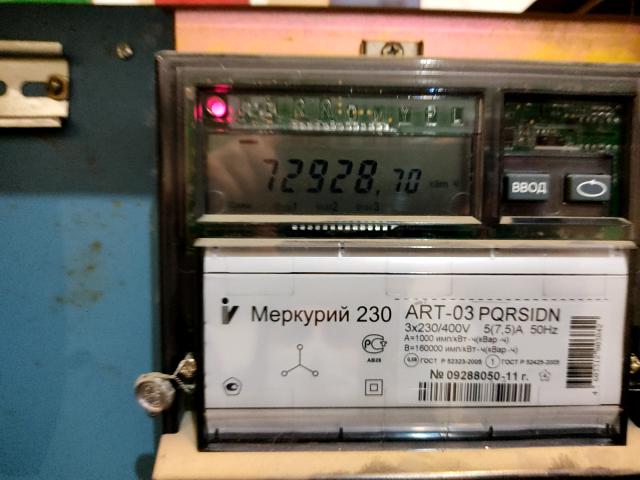 72928,70
ВВОД
Меркурий 230 ART-03 PQRSIDN
3x230/400V 5(7,5)A 50Hz
A=1000 имп/кВт·ч(кВар·ч)
B=160000 имп/кВт·ч(кВар·ч)
ГОСТ Р 52323-2005 ГОСТ Р 52425-2005
№ 09288050-11 г.